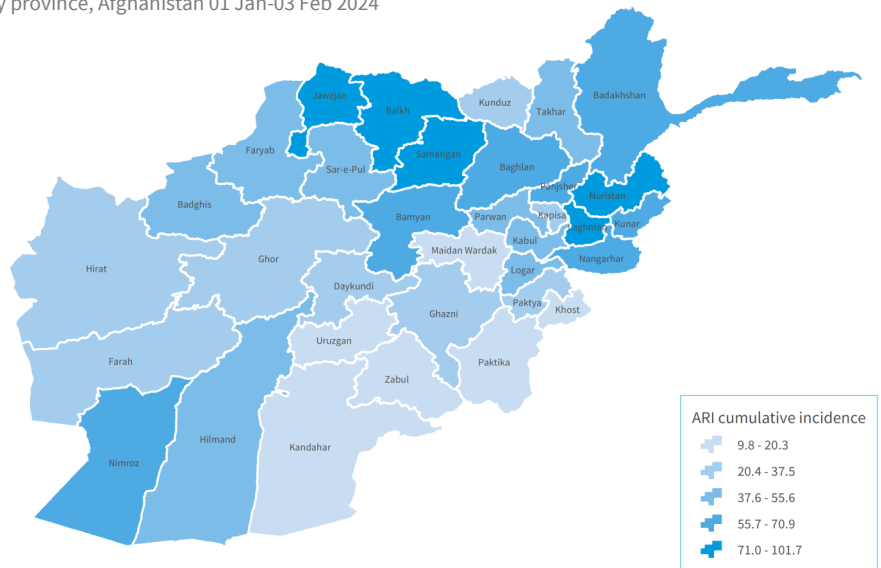 y province, Afghanistan 01 Jan-03 Feb 2024
Jawzjan
Balkh
Kunduz
Takhar
Badakhshan
Faryab
Sar-e-Pul
Samangan
Baghlan
Panjsher
Nuristan
Badghis
Bamyan
Parwan
Kapisa
Laghman
Kunar
Hirat
Ghor
Maidan Wardak
Kabul
Nangarhar
Logar
Daykundi
Ghazni
Paktya
Khost
Uruzgan
Farah
Zabul
Paktika
Nimroz
Hilmand
Kandahar
ARI cumulative incidence
9.8 - 20.3
20.4 - 37.5
37.6 - 55.6
55.7 - 70.9
71.0 - 101.7